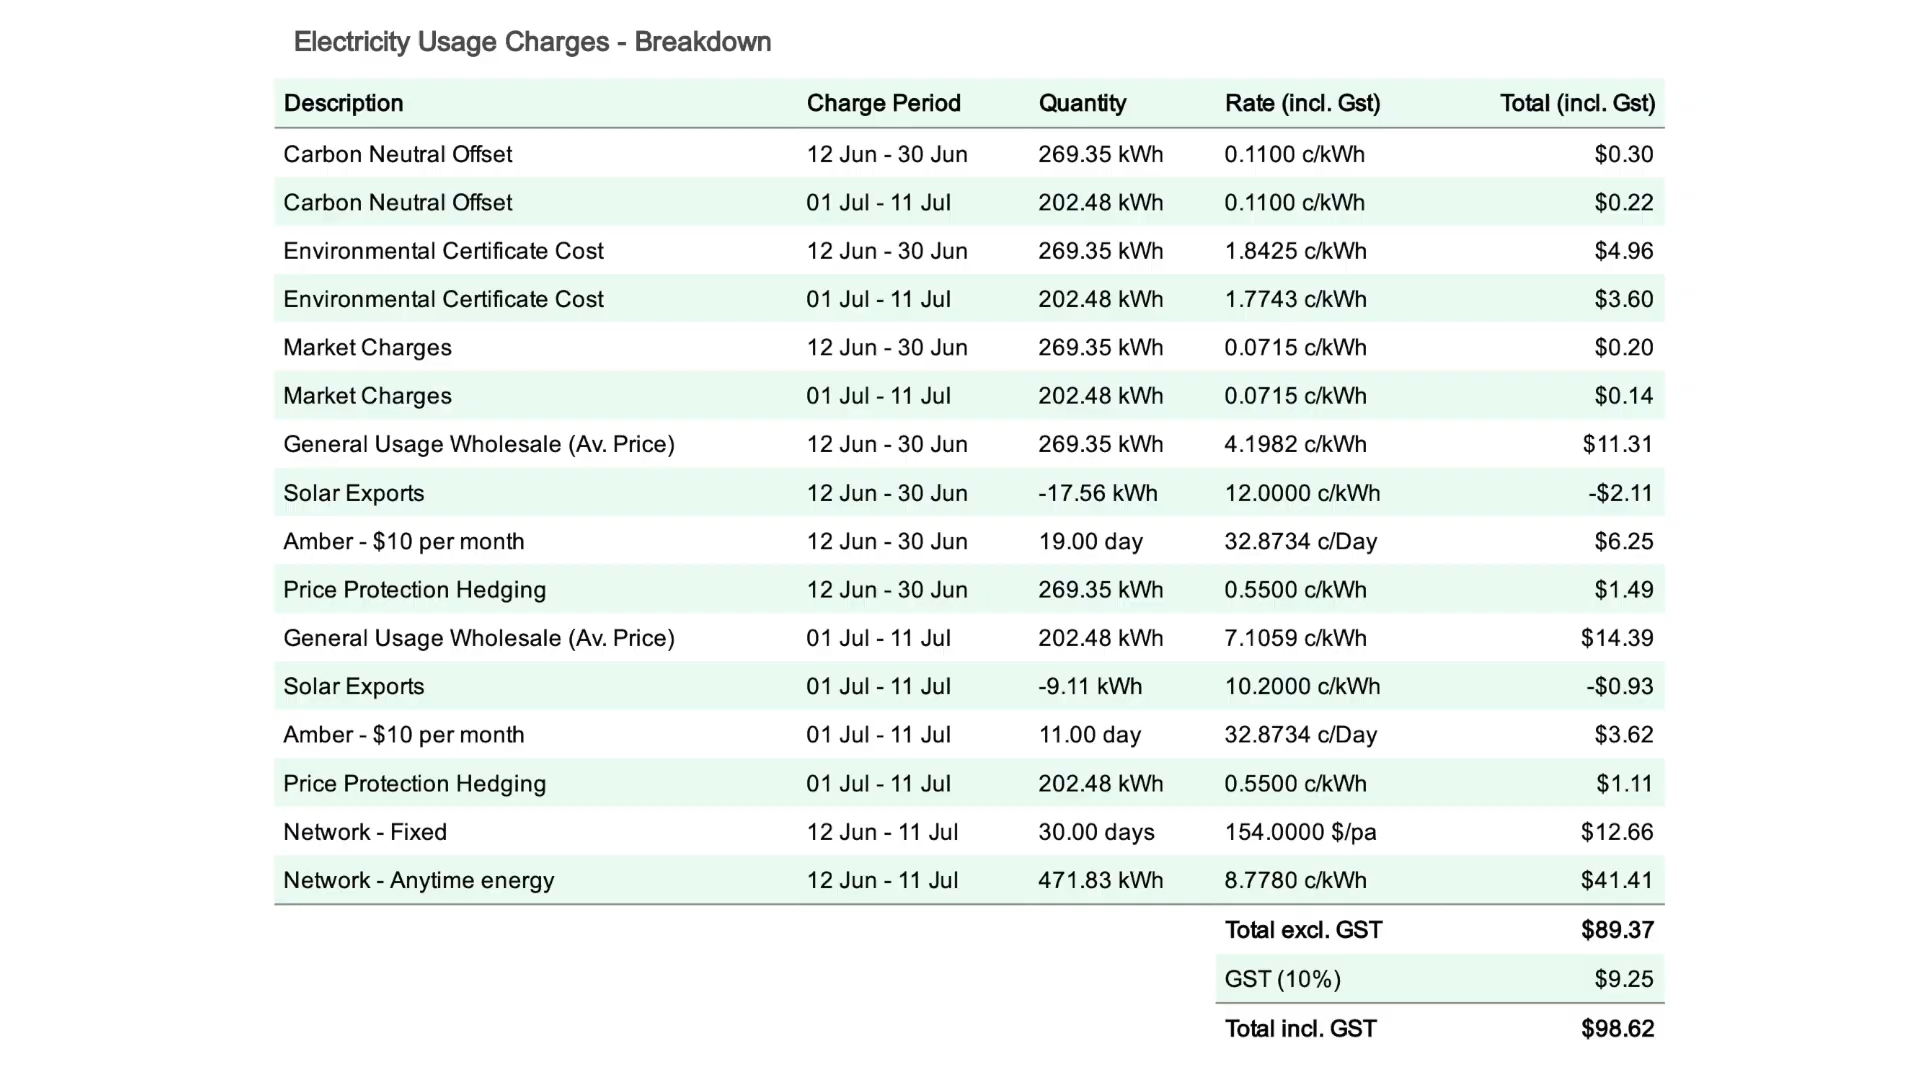 Electricity Usage Charges - Breakdown
Description Charge Period Quantity Rate (incl. Gst) Total (incl. Gst)
Carbon Neutral Offset 12 Jun - 30 Jun 269.35 kWh 0.1100 c/kWh $0.30
Carbon Neutral Offset 01 Jul - 11 Jul 202.48 kWh 0.1100 c/kWh $0.22
Environmental Certificate Cost 12 Jun - 30 Jun 269.35 kWh 1.8425 c/kWh $4.96
Environmental Certificate Cost 01 Jul - 11 Jul 202.48 kWh 1.7743 c/kWh $3.60
Market Charges 12 Jun - 30 Jun 269.35 kWh 0.0715 c/kWh $0.20
Market Charges 01 Jul - 11 Jul 202.48 kWh 0.0715 c/kWh $0.14
General Usage Wholesale (Av. Price) 12 Jun - 30 Jun 269.35 kWh 4.1982 c/kWh $11.31
Solar Exports 12 Jun - 30 Jun -17.56 kWh 12.0000 c/kWh -$2.11
Amber - $10 per month 12 Jun - 30 Jun 19.00 day 32.8734 c/Day $6.25
Price Protection Hedging 12 Jun - 30 Jun 269.35 kWh 0.5500 c/kWh $1.49
General Usage Wholesale (Av. Price) 01 Jul - 11 Jul 202.48 kWh 7.1059 c/kWh $14.39
Solar Exports 01 Jul - 11 Jul -9.11 kWh 10.2000 c/kWh -$0.93
Amber - $10 per month 01 Jul - 11 Jul 11.00 day 32.8734 c/Day $3.62
Price Protection Hedging 01 Jul - 11 Jul 202.48 kWh 0.5500 c/kWh $1.11
Network - Fixed 12 Jun - 11 Jul 30.00 days 154.0000 $/pa $12.66
Network - Anytime energy 12 Jun - 11 Jul 471.83 kWh 8.7780 c/kWh $41.41
Total excl. GST $89.37
GST (10%) $9.25
Total incl. GST $98.62